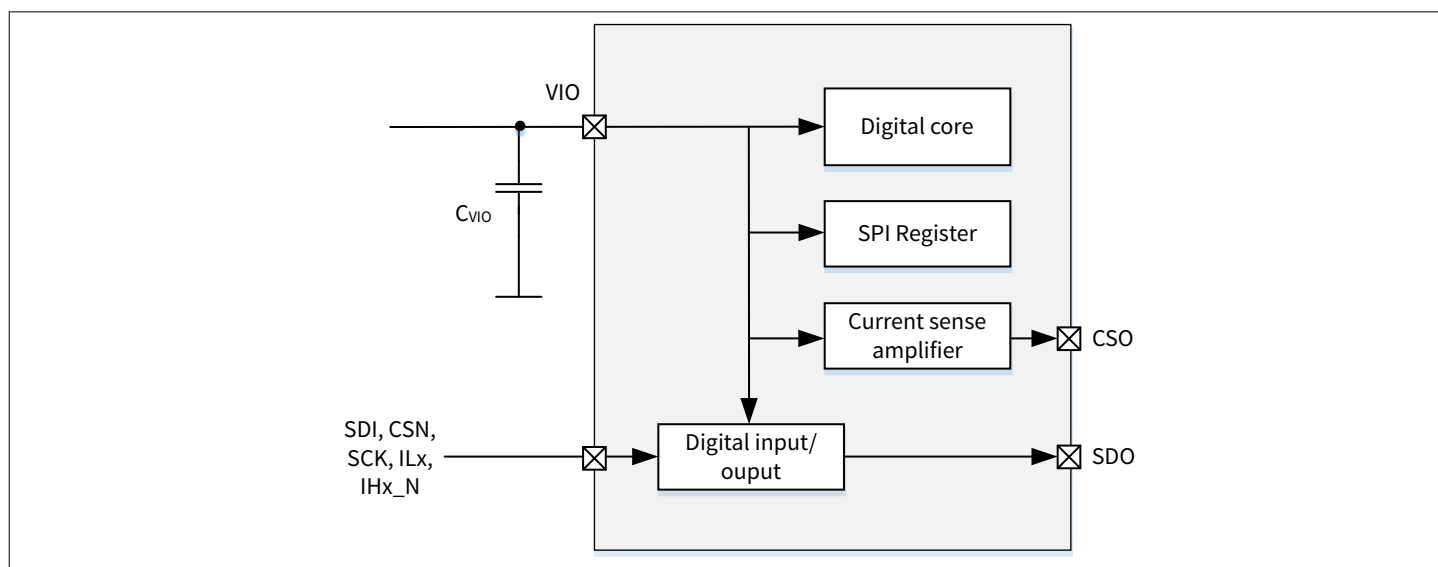 VIO
Digital core
CVIO
SPI Register
Current sense
amplifier
CSO
SDI, CSN,
SCK, ILx,
IHx_N
Digital input/
ouput
SDO